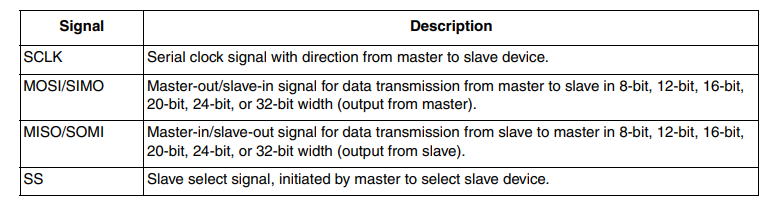 Signal Description
SCLK Serial clock signal with direction from master to slave device.
MOSI/SIMO Master-out/slave-in signal for data transmission from master to slave in 8-bit, 12-bit, 16-bit,
20-bit, 24-bit, or 32-bit width (output from master).
MISO/SOMI Master-in/slave-out signal for data transmission from slave to master in 8-bit, 12-bit, 16-bit,
20-bit, 24-bit, or 32-bit width (output from slave).
SS Slave select signal, initiated by master to select slave device.